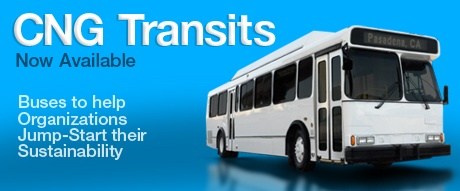 CNG Transits
Now Available
Pasadena, CA
Buses to help
Organizations
Jump-Start their
Sustainability